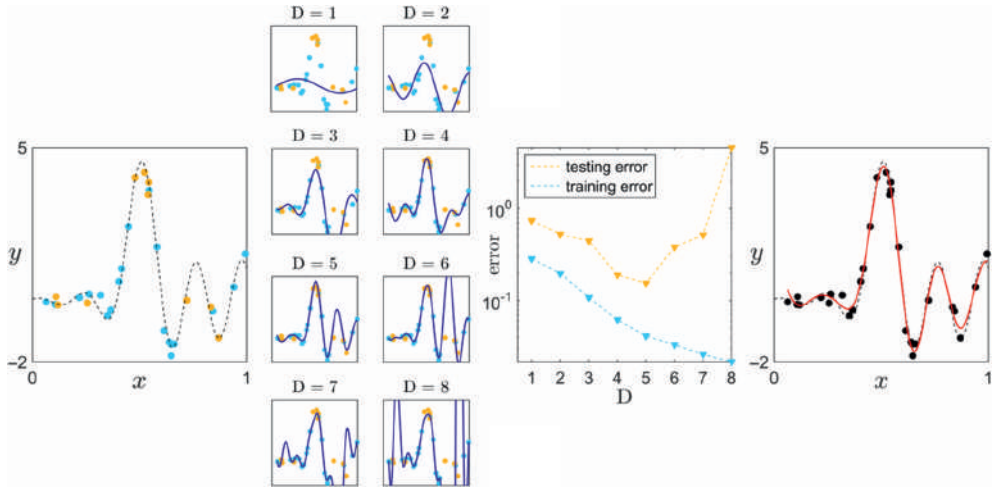 5
y
-2
0
x
1
D = 1
D = 2
D = 3
D = 4
D = 5
D = 6
D = 7
D = 8
testing error
training error
error
10^0
10^-1
1 2 3 4 5 6 7 8
D
5
y
-2
0
x
1